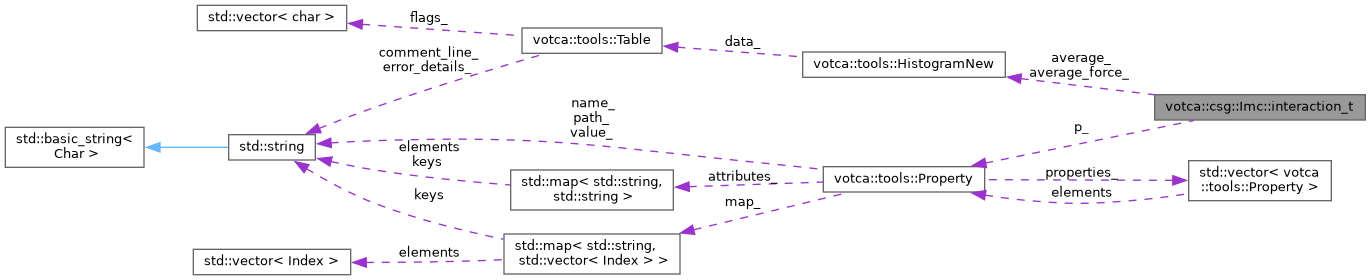 std::vector< char >
flags_
votca::tools::Table
comment_line_
error_details_
data_
votca::tools::HistogramNew
average_
average_force_
votca::csg::Imc::interaction_t
name_
path_
value_
p_
std::basic_string<
Char >
std::string
elements
keys
std::map< std::string,
std::string >
attributes_
votca::tools::Property
properties_
elements
std::vector< votca
::tools::Property >
keys
map_
std::map< std::string,
std::vector< Index > >
elements
std::vector< Index >